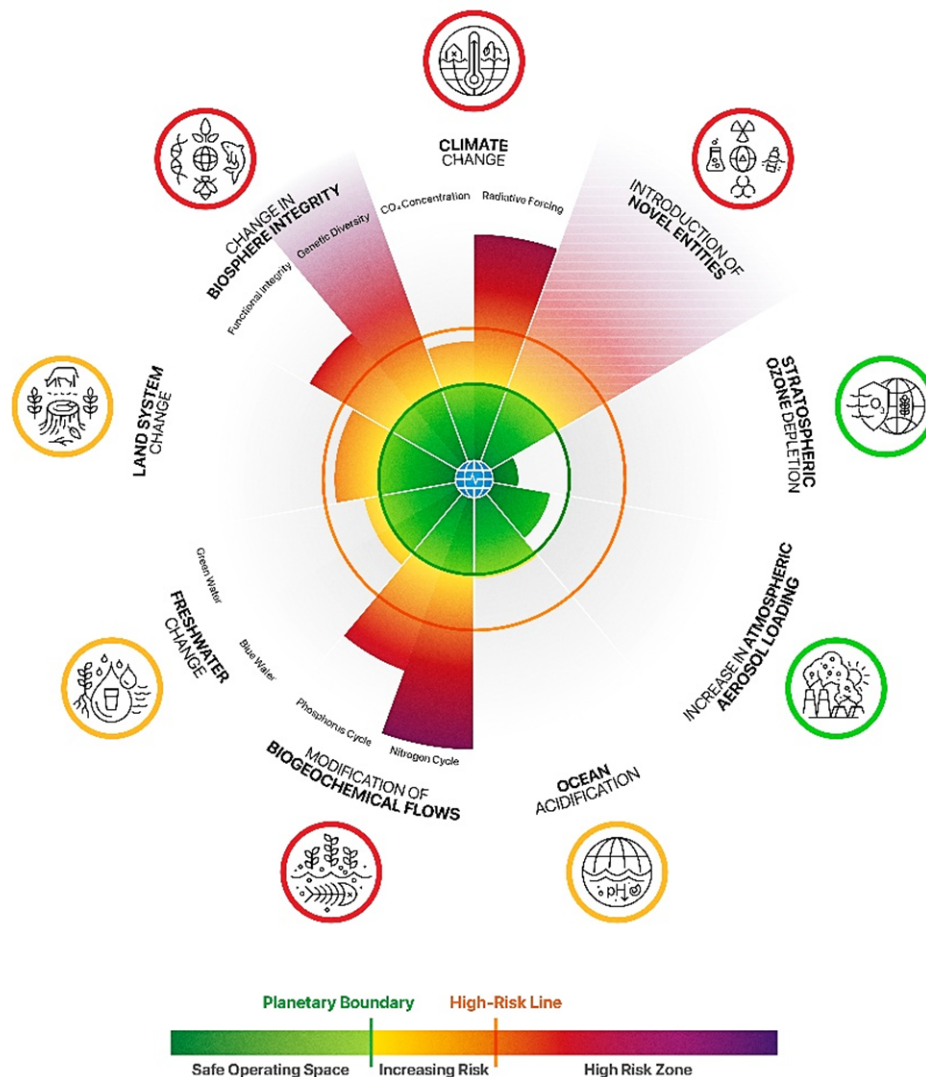 CLIMATE
CHANGE
CO₂ Concentration
Radiative Forcing
INTRODUCTION OF
NOVEL ENTITIES
STRATOSPHERIC
OZONE DEPLETION
INCREASE IN ATMOSPHERIC
AEROSOL LOADING
OCEAN
ACIDIFICATION
pH
MODIFICATION OF
BIOGEOCHEMICAL FLOWS
Nitrogen Cycle
Phosphorus Cycle
FRESHWATER
CHANGE
Blue Water
Green Water
LAND SYSTEM
CHANGE
CHANGE IN
BIOSPHERE INTEGRITY
Functional Integrity
Genetic Diversity
Planetary Boundary
High-Risk Line
Safe Operating Space
Increasing Risk
High Risk Zone